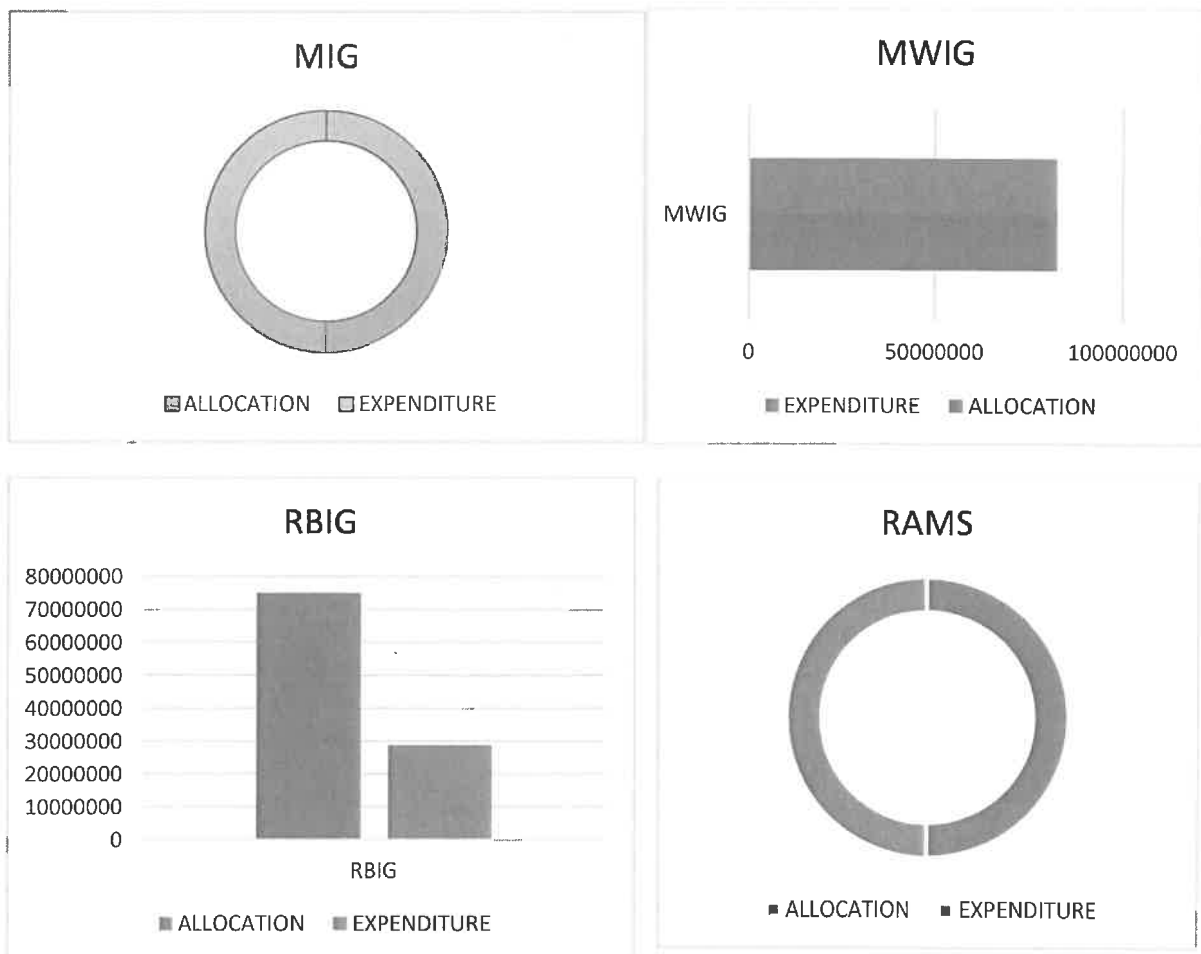 MIG
ALLOCATION EXPENDITURE
MWIG
MWIG
0 50000000 100000000
EXPENDITURE ALLOCATION
RBIG
80000000
70000000
60000000
50000000
40000000
30000000
20000000
10000000
0
RBIG
ALLOCATION EXPENDITURE
RAMS
ALLOCATION EXPENDITURE